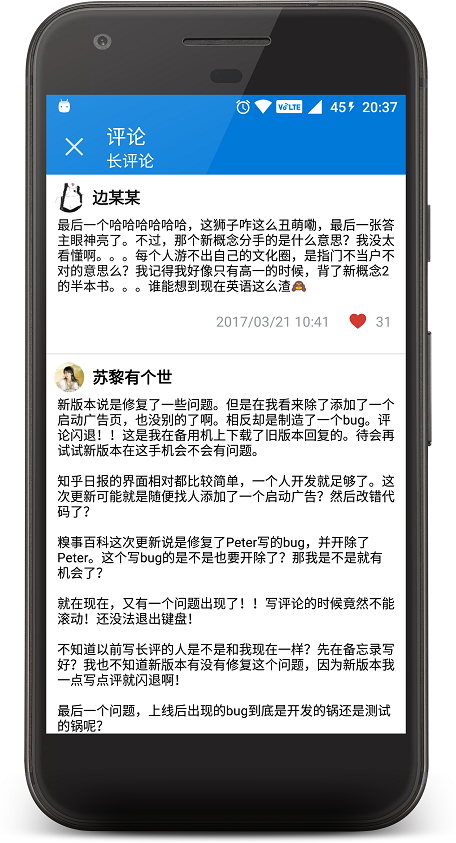 45 20:37
评论
长评论
边某某
最后一个哈哈哈哈哈哈，这狮子咋这么丑萌嘞，最后一张答
主眼神亮了。不过，那个新概念分手的是什么意思？我没太
看懂啊。。。每个人游不出自己的文化圈，是指门不当户不
对的意思么？我记得我好像只有高一的时候，背了新概念2
的半本书。。。谁能想到现在英语这么渣🙈
2017/03/21 10:41 31
苏黎有个世
新版本说是修复了一些问题。但是在我看来除了添加了一个
启动广告页，也没别的了啊。相反却是制造了一个bug。评
论闪退！！这是我在备用机上下载了旧版本回复的。待会再
试试新版本在这手机会不会有问题。
知乎日报的界面相对都比较简单，一个人开发就足够了。这
次更新可能就是随便找人添加了一个启动广告？然后改错代
码了？
糗事百科这次更新说是修复了Peter写的bug，并开除了
Peter。这个写bug的是不是也要开除了？那我是不是就有
机会了？
就在现在，又有一个问题出现了！！写评论的时候竟然不能
滚动！还没法退出键盘！
不知道以前写长评的人是不是和我现在一样？先在备忘录写
好？我也不知道新版本有没有修复这个问题，因为新版本我
一点写点评就闪退啊！
最后一个问题，上线后出现的bug到底是开发的锅还是测试
的锅呢？